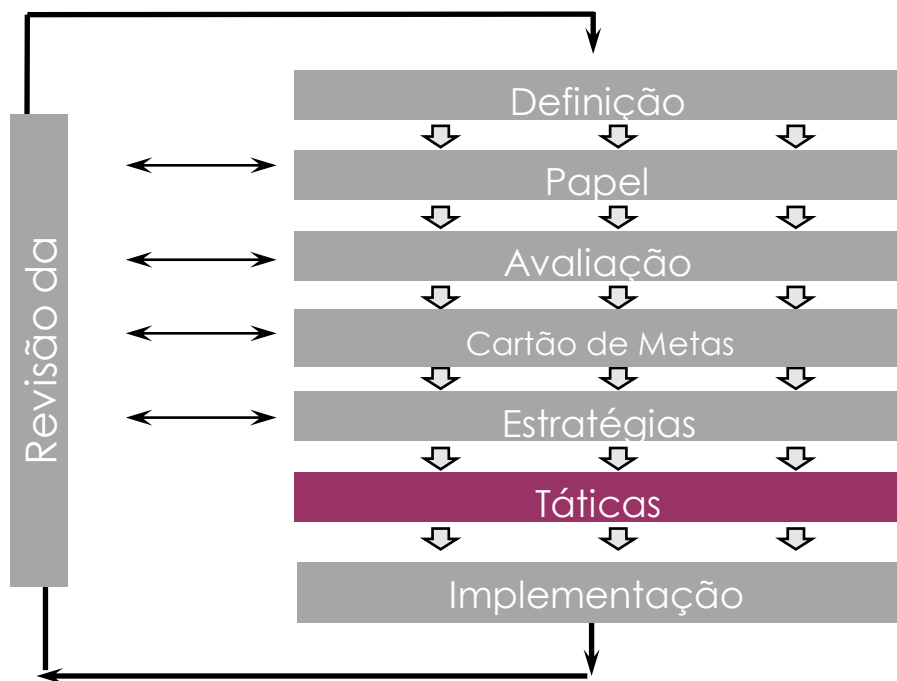 Definição
Papel
Avaliação
Cartão de Metas
Estratégias
Táticas
Implementação
Revisão da